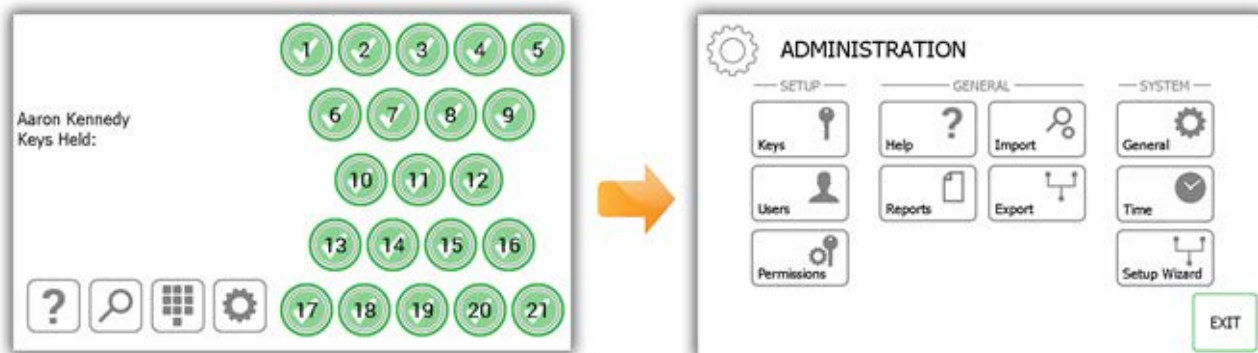 1 2 3 4 5
6 7 8 9
Aaron Kennedy
Keys Held:
10 11 12
13 14 15 16
? 17 18 19 20 21
ADMINISTRATION
SETUP GENERAL SYSTEM
? 
Keys Help Import General
Users Reports Export Time
Permissions Setup Wizard
EXIT